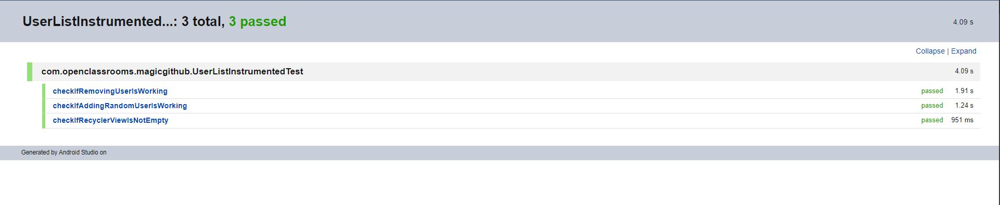 UserListInstrumented...: 3 total, 3 passed
4.09 s
Collapse | Expand
com.openclassrooms.magicgithub.UserListInstrumentedTest 4.09 s
checkIfRemovingUserIsWorking passed 1.91 s
checkIfAddingRandomUserIsWorking passed 1.24 s
checkIfRecyclerViewIsNotEmpty passed 951 ms
Generated by Android Studio on